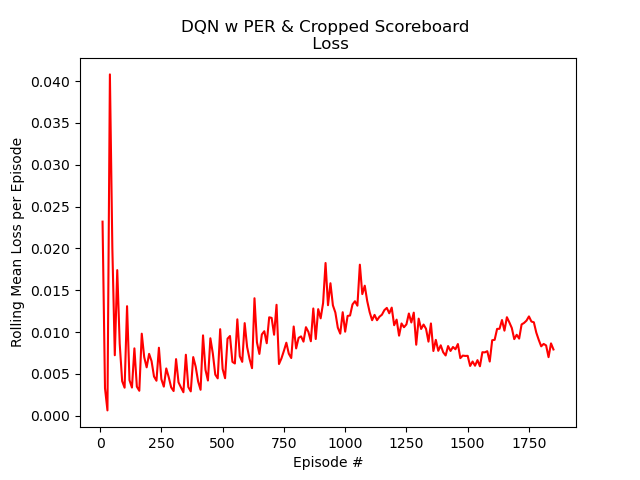 DQN w PER & Cropped Scoreboard
Loss
0.040
0.035
0.030
0.025
0.020
0.015
0.010
0.005
0.000
Rolling Mean Loss per Episode
0 250 500 750 1000 1250 1500 1750
Episode #